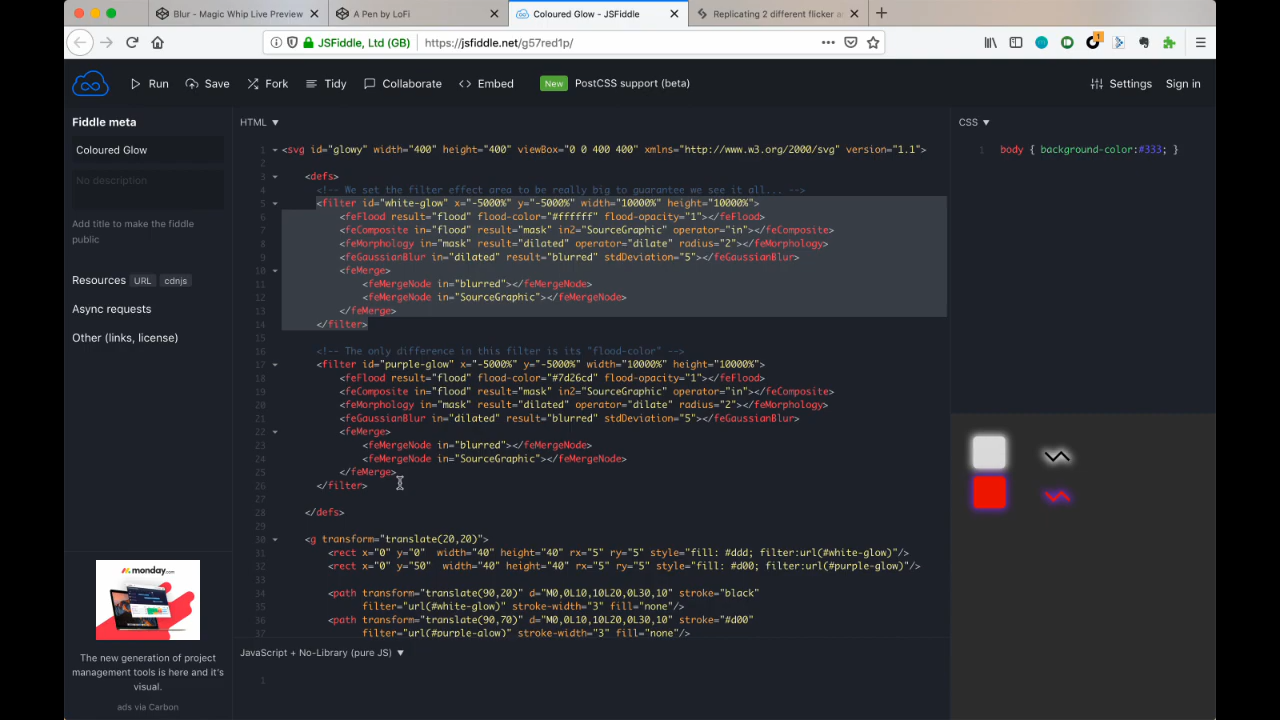 Blur - Magic Whip Live Preview
A Pen by LoFi
Coloured Glow - JSFiddle
Replicating 2 different flicker a
JSFiddle, Ltd (GB)
https://jsfiddle.net/g57red1p/
1
Run
Save
Fork
Tidy
Collaborate
Embed
New
PostCSS support (beta)
Settings
Sign in
Fiddle meta
Coloured Glow
No description
Add title to make the fiddle
public
Resources URL cdnjs
Async requests
Other (links, license)
monday.com
The new generation of project
management tools is here and it's
visual.
ads via Carbon
HTML
1 <svg id="glowy" width="400" height="400" viewBox="0 0 400 400" xmlns="http://www.w3.org/2000/svg" version="1.1">
2
3 <defs>
4 <!-- We set the filter effect area to be really big to guarantee we see it all... -->
5 <filter id="white-glow" x="-5000%" y="-5000%" width="10000%" height="10000%">
6 <feFlood result="flood" flood-color="#ffffff" flood-opacity="1"></feFlood>
7 <feComposite in="flood" result="mask" in2="SourceGraphic" operator="in"></feComposite>
8 <feMorphology in="mask" result="dilated" operator="dilate" radius="2"></feMorphology>
9 <feGaussianBlur in="dilated" result="blurred" stdDeviation="5"></feGaussianBlur>
10 <feMerge>
11 <feMergeNode in="blurred"></feMergeNode>
12 <feMergeNode in="SourceGraphic"></feMergeNode>
13 </feMerge>
14 </filter>
15
16 <!-- The only difference in this filter is its "flood-color" -->
17 <filter id="purple-glow" x="-5000%" y="-5000%" width="10000%" height="10000%">
18 <feFlood result="flood" flood-color="#7d26cd" flood-opacity="1"></feFlood>
19 <feComposite in="flood" result="mask" in2="SourceGraphic" operator="in"></feComposite>
20 <feMorphology in="mask" result="dilated" operator="dilate" radius="2"></feMorphology>
21 <feGaussianBlur in="dilated" result="blurred" stdDeviation="5"></feGaussianBlur>
22 <feMerge>
23 <feMergeNode in="blurred"></feMergeNode>
24 <feMergeNode in="SourceGraphic"></feMergeNode>
25 </feMerge>
26 </filter>
27
28 </defs>
29
30 <g transform="translate(20,20)">
31 <rect x="0" y="0" width="40" height="40" rx="5" ry="5" style="fill: #ddd; filter:url(#white-glow)"/>
32 <rect x="0" y="50" width="40" height="40" rx="5" ry="5" style="fill: #d00; filter:url(#purple-glow)"/>
33
34 <path transform="translate(90,20)" d="M0,0L10,10L20,0L30,10" stroke="black"
35 filter="url(#white-glow)" stroke-width="3" fill="none"/>
36 <path transform="translate(90,70)" d="M0,0L10,10L20,0L30,10" stroke="#d00"
37 filter="url(#purple-glow)" stroke-width="3" fill="none"/>
JavaScript + No-Library (pure JS)
1
CSS
1 body { background-color:#333; }